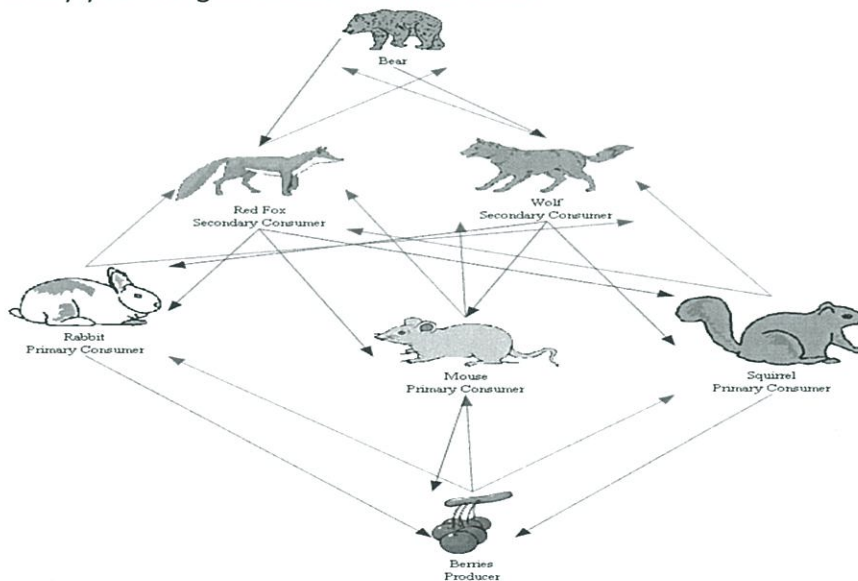 Bear
Red Fox
Secondary Consumer
Wolf
Secondary Consumer
Rabbit
Primary Consumer
Mouse
Primary Consumer
Squirrel
Primary Consumer
Berries
Producer